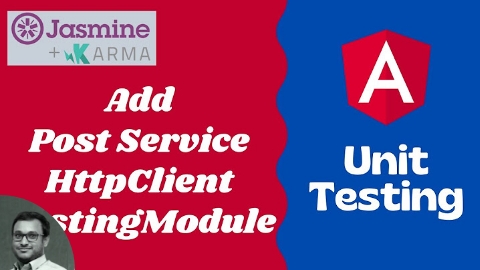 Jasmine
+ KARMA
Add
Post Service
HttpClient
stingModule
A
Unit
Testing